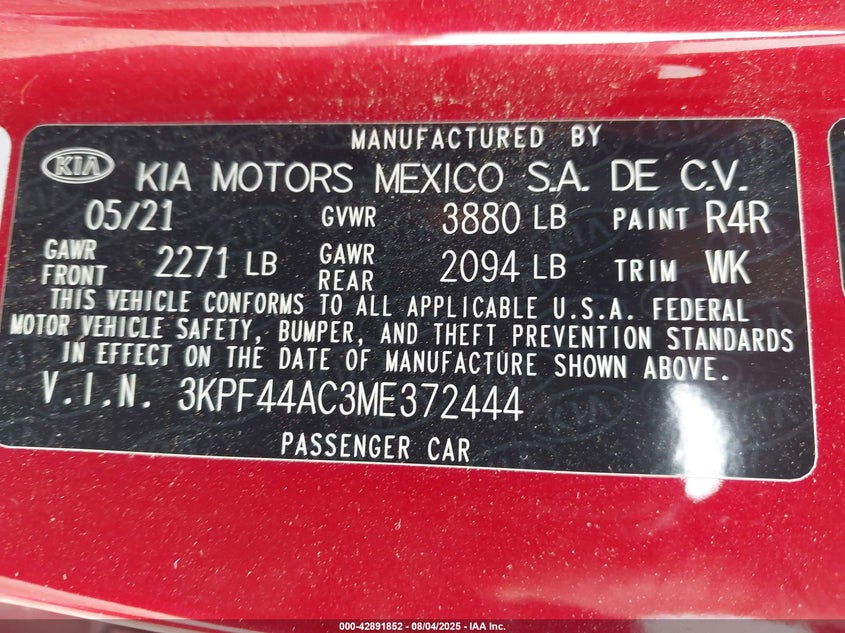 MANUFACTURED BY
KIA KIA MOTORS MEXICO S.A. DE C.V.
05/21 GVWR 3880 LB PAINT R4R
GAWR FRONT 2271 LB GAWR REAR 2094 LB TRIM WK
THIS VEHICLE CONFORMS TO ALL APPLICABLE U.S.A. FEDERAL
MOTOR VEHICLE SAFETY, BUMPER, AND THEFT PREVENTION STANDARDS
IN EFFECT ON THE DATE OF MANUFACTURE SHOWN ABOVE.
V.I.N. 3KPF44AC3ME372444
PASSENGER CAR
000-42891852 - 08/04/2025 - IAA Inc.